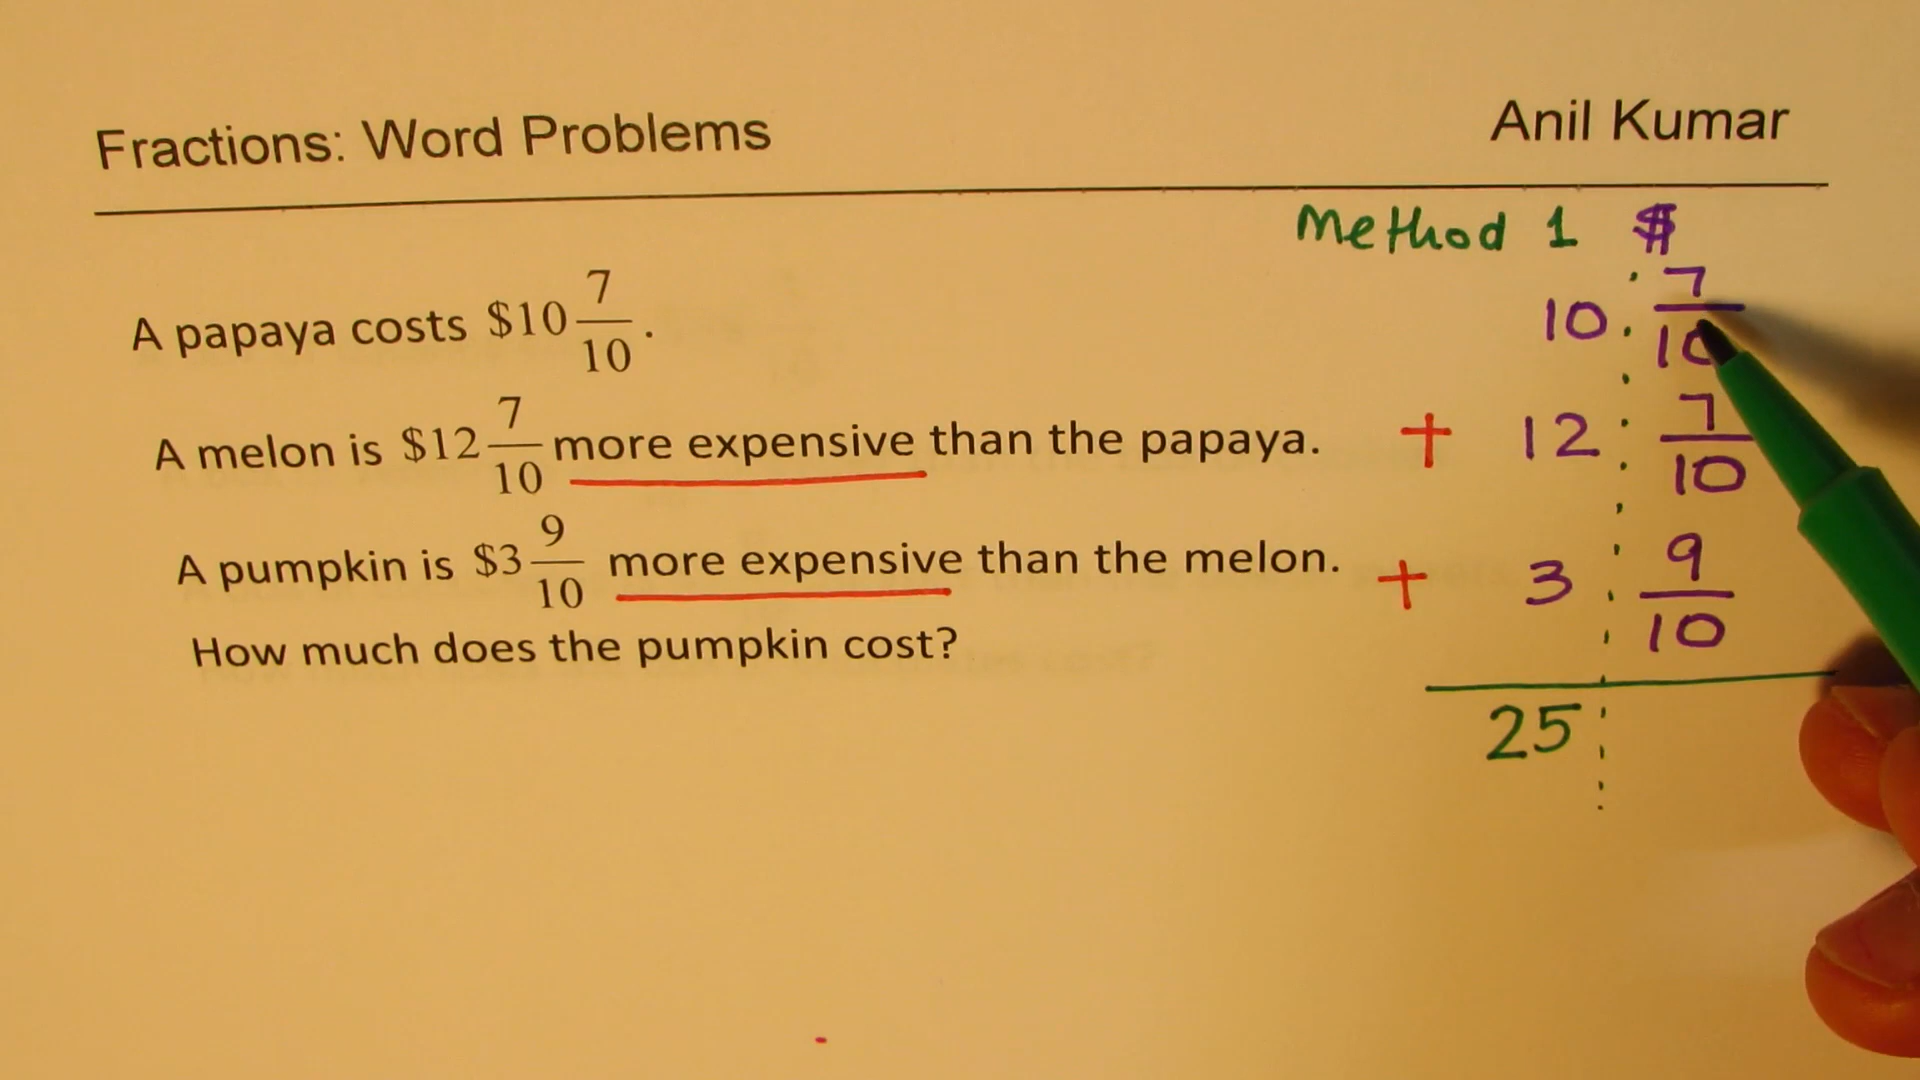 Fractions: Word Problems
Anil Kumar
Method 1 $
A papaya costs $10 7/10.
A melon is $12 7/10 more expensive than the papaya.
A pumpkin is $3 9/10 more expensive than the melon.
How much does the pumpkin cost?
10 7/10
+ 12 7/10
+ 3 9/10
25